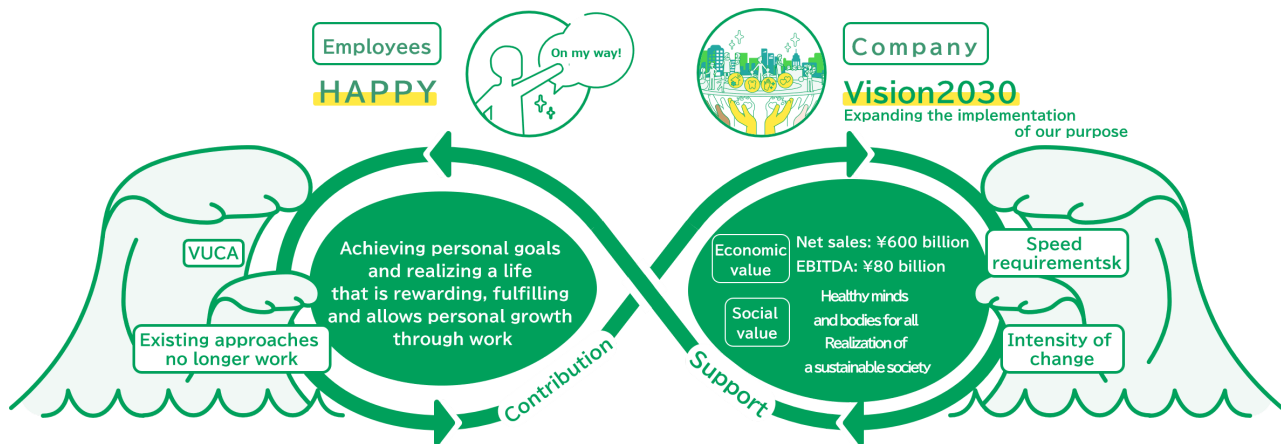 Employees
HAPPY
On my way!
Company
Vision2030
Expanding the implementation
of our purpose
VUCA
Existing approaches
no longer work
Achieving personal goals
and realizing a life
that is rewarding, fulfilling
and allows personal growth
through work
Contribution
Support
Economic
value
Net sales: ¥600 billion
EBITDA: ¥80 billion
Social
value
Healthy minds
and bodies for all
Realization of
a sustainable society
Speed
requirementsk
Intensity of
change